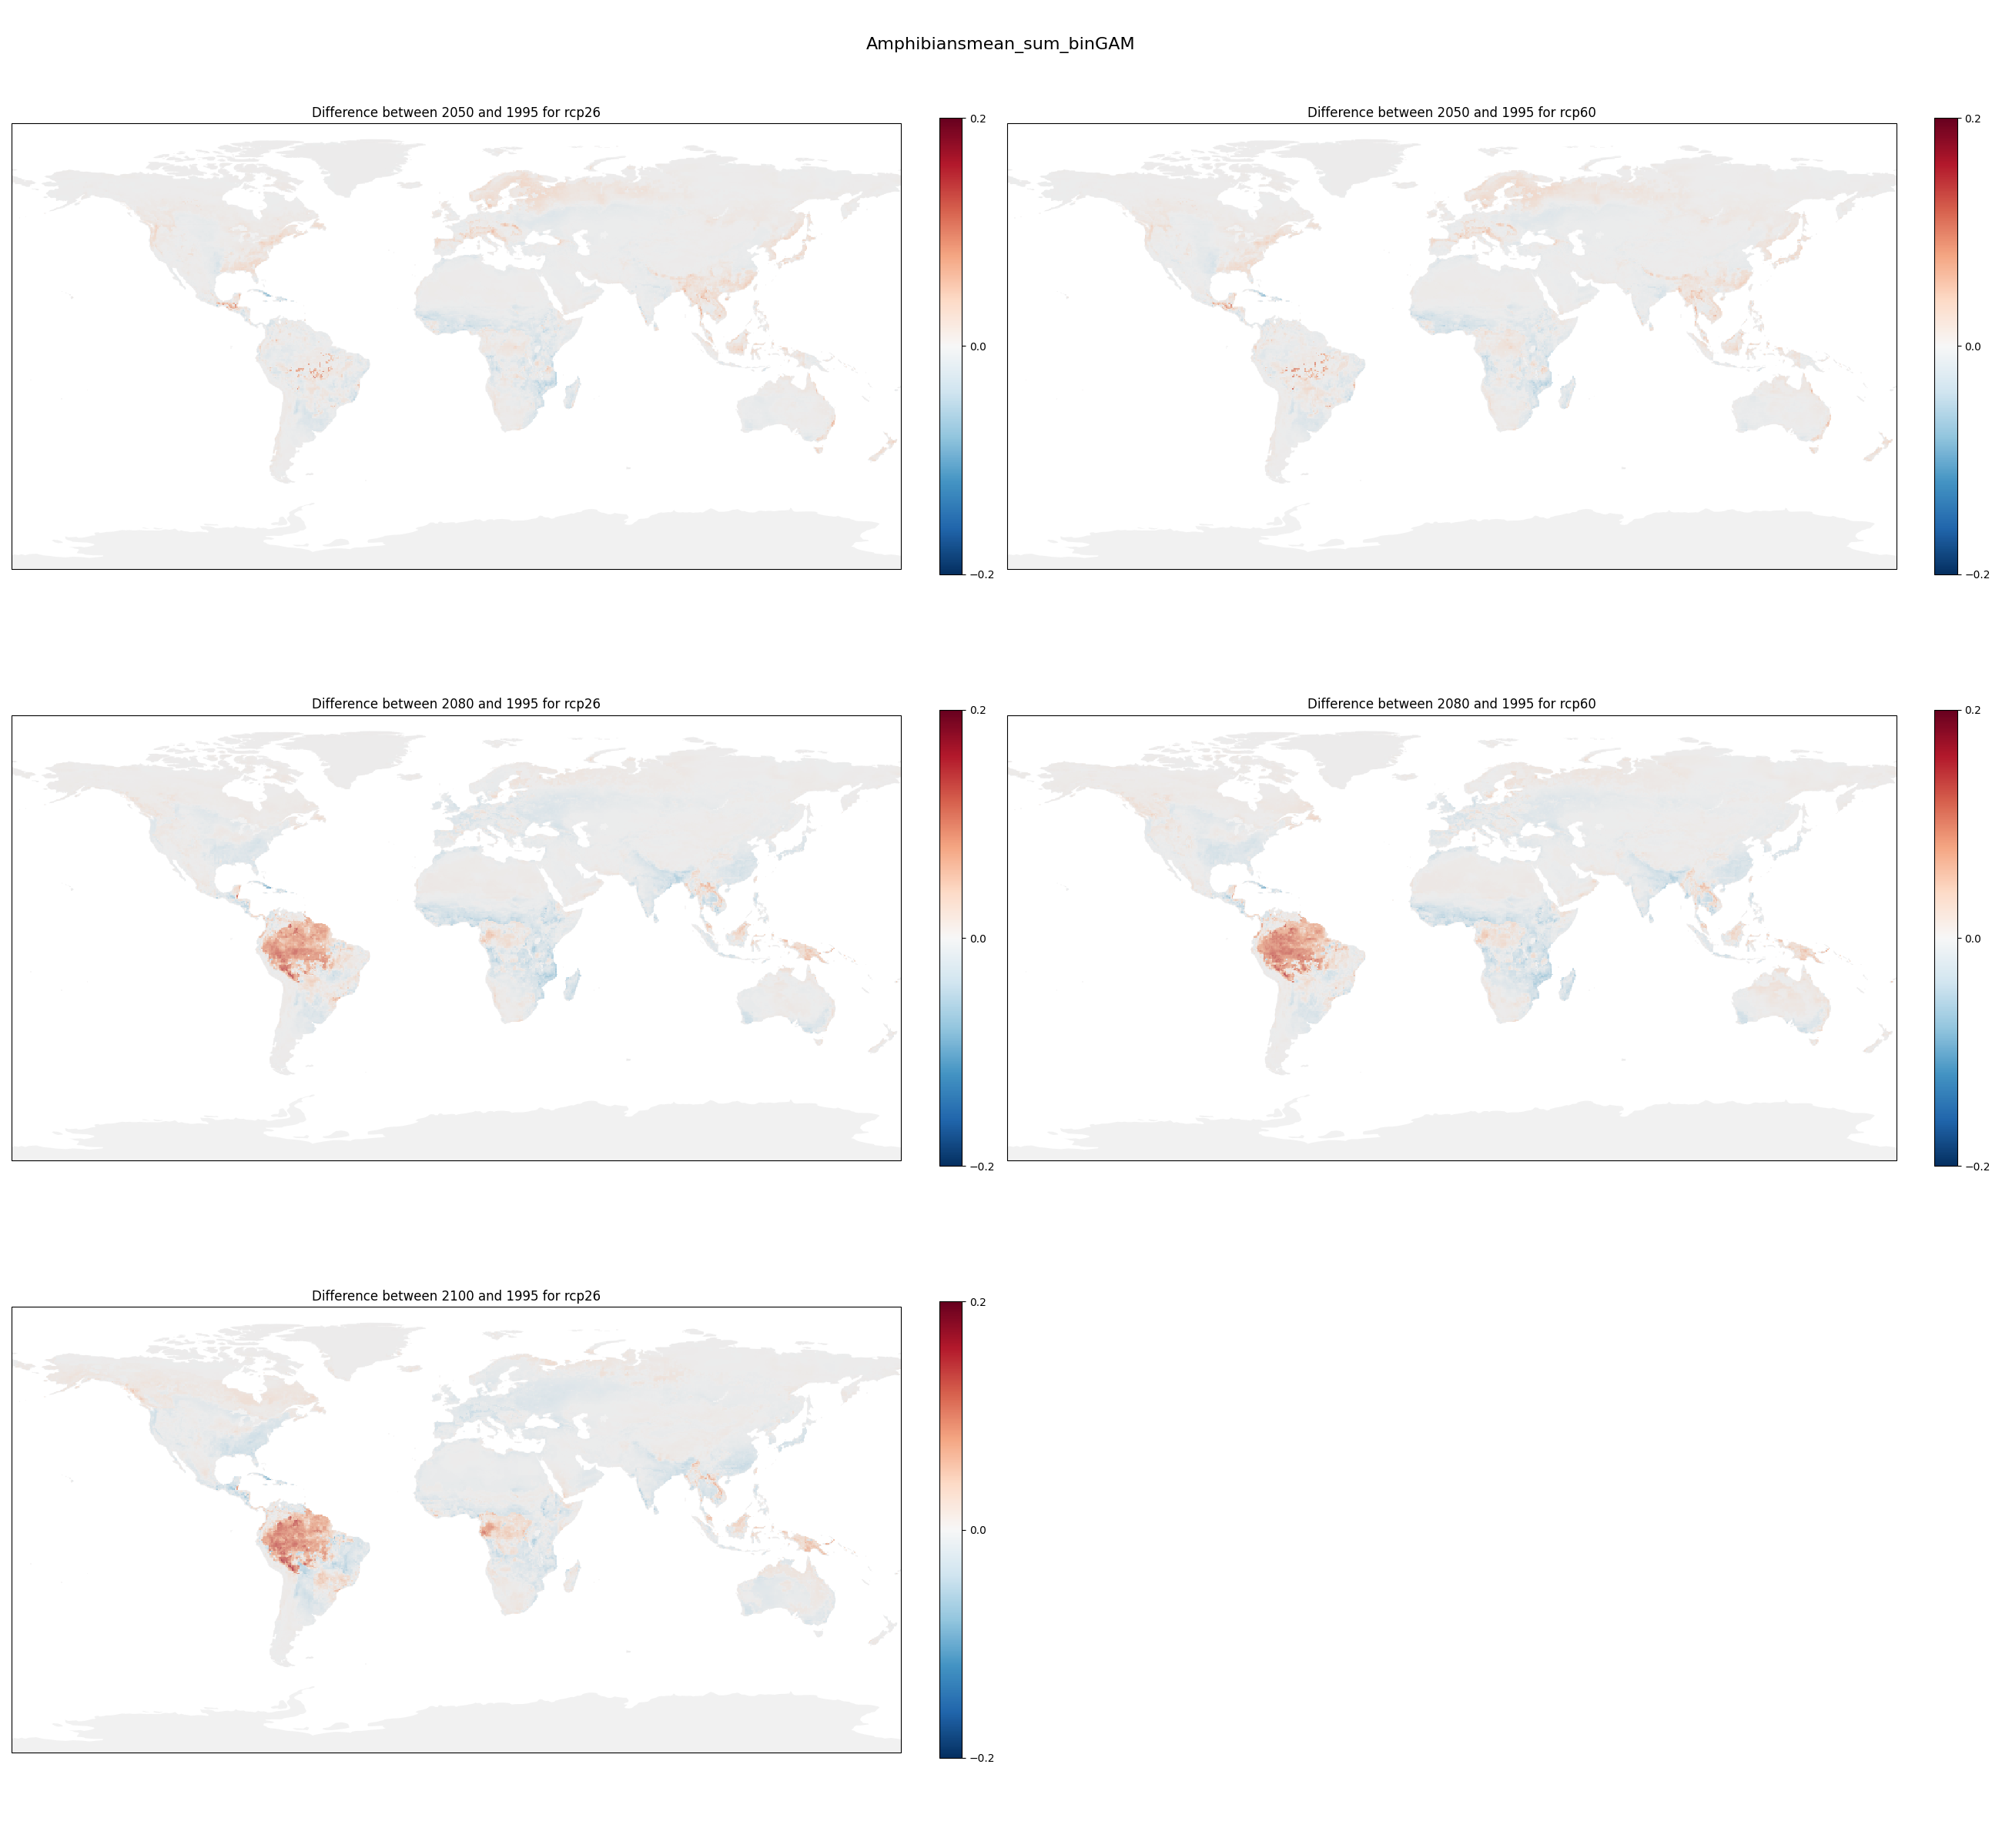 Amphibiansmean_sum_binGAM
Difference between 2050 and 1995 for rcp26
0.2
0.0
−0.2
Difference between 2050 and 1995 for rcp60
0.2
0.0
−0.2
Difference between 2080 and 1995 for rcp26
0.2
0.0
−0.2
Difference between 2080 and 1995 for rcp60
0.2
0.0
−0.2
Difference between 2100 and 1995 for rcp26
0.2
0.0
−0.2